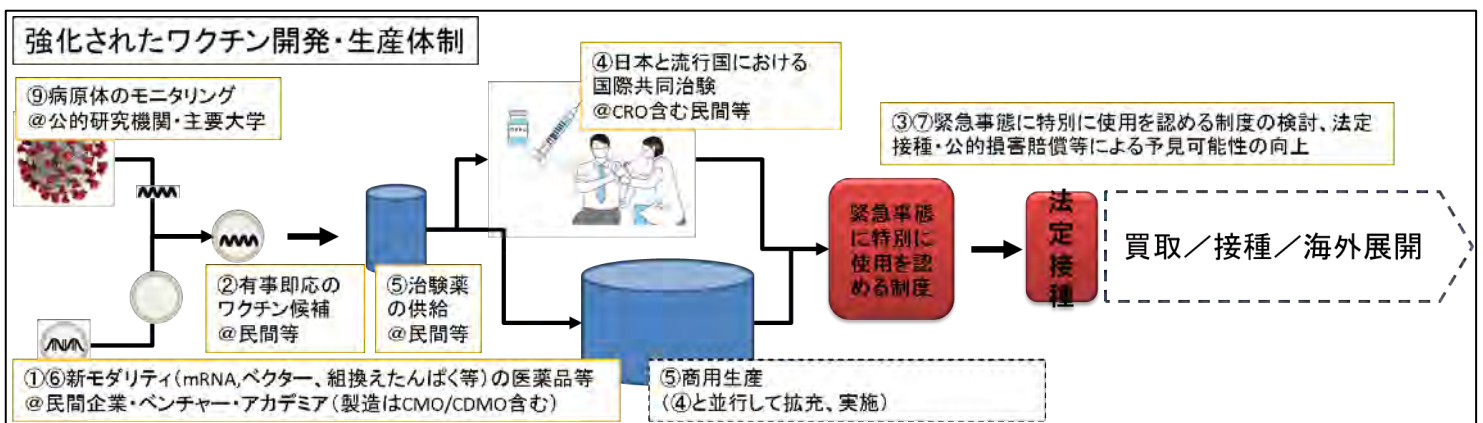 強化されたワクチン開発・生産体制
⑨病原体のモニタリング
@公的研究機関・主要大学
④日本と流行国における
国際共同治験
@CRO含む民間等
③⑦緊急事態に特別に使用を認める制度の検討、法定
接種・公的損害賠償等による予見可能性の向上
②有事即応の
ワクチン候補
@民間等
⑤治験薬
の供給
@民間等
緊急事態
に特別に
使用を認
める制度
法
定
接
種
買取／接種／海外展開
①⑥新モダリティ(mRNA,ベクター、組換えたんぱく等)の医薬品等
@民間企業・ベンチャー・アカデミア(製造はCMO/CDMO含む)
⑤商用生産
(④と並行して拡充、実施)